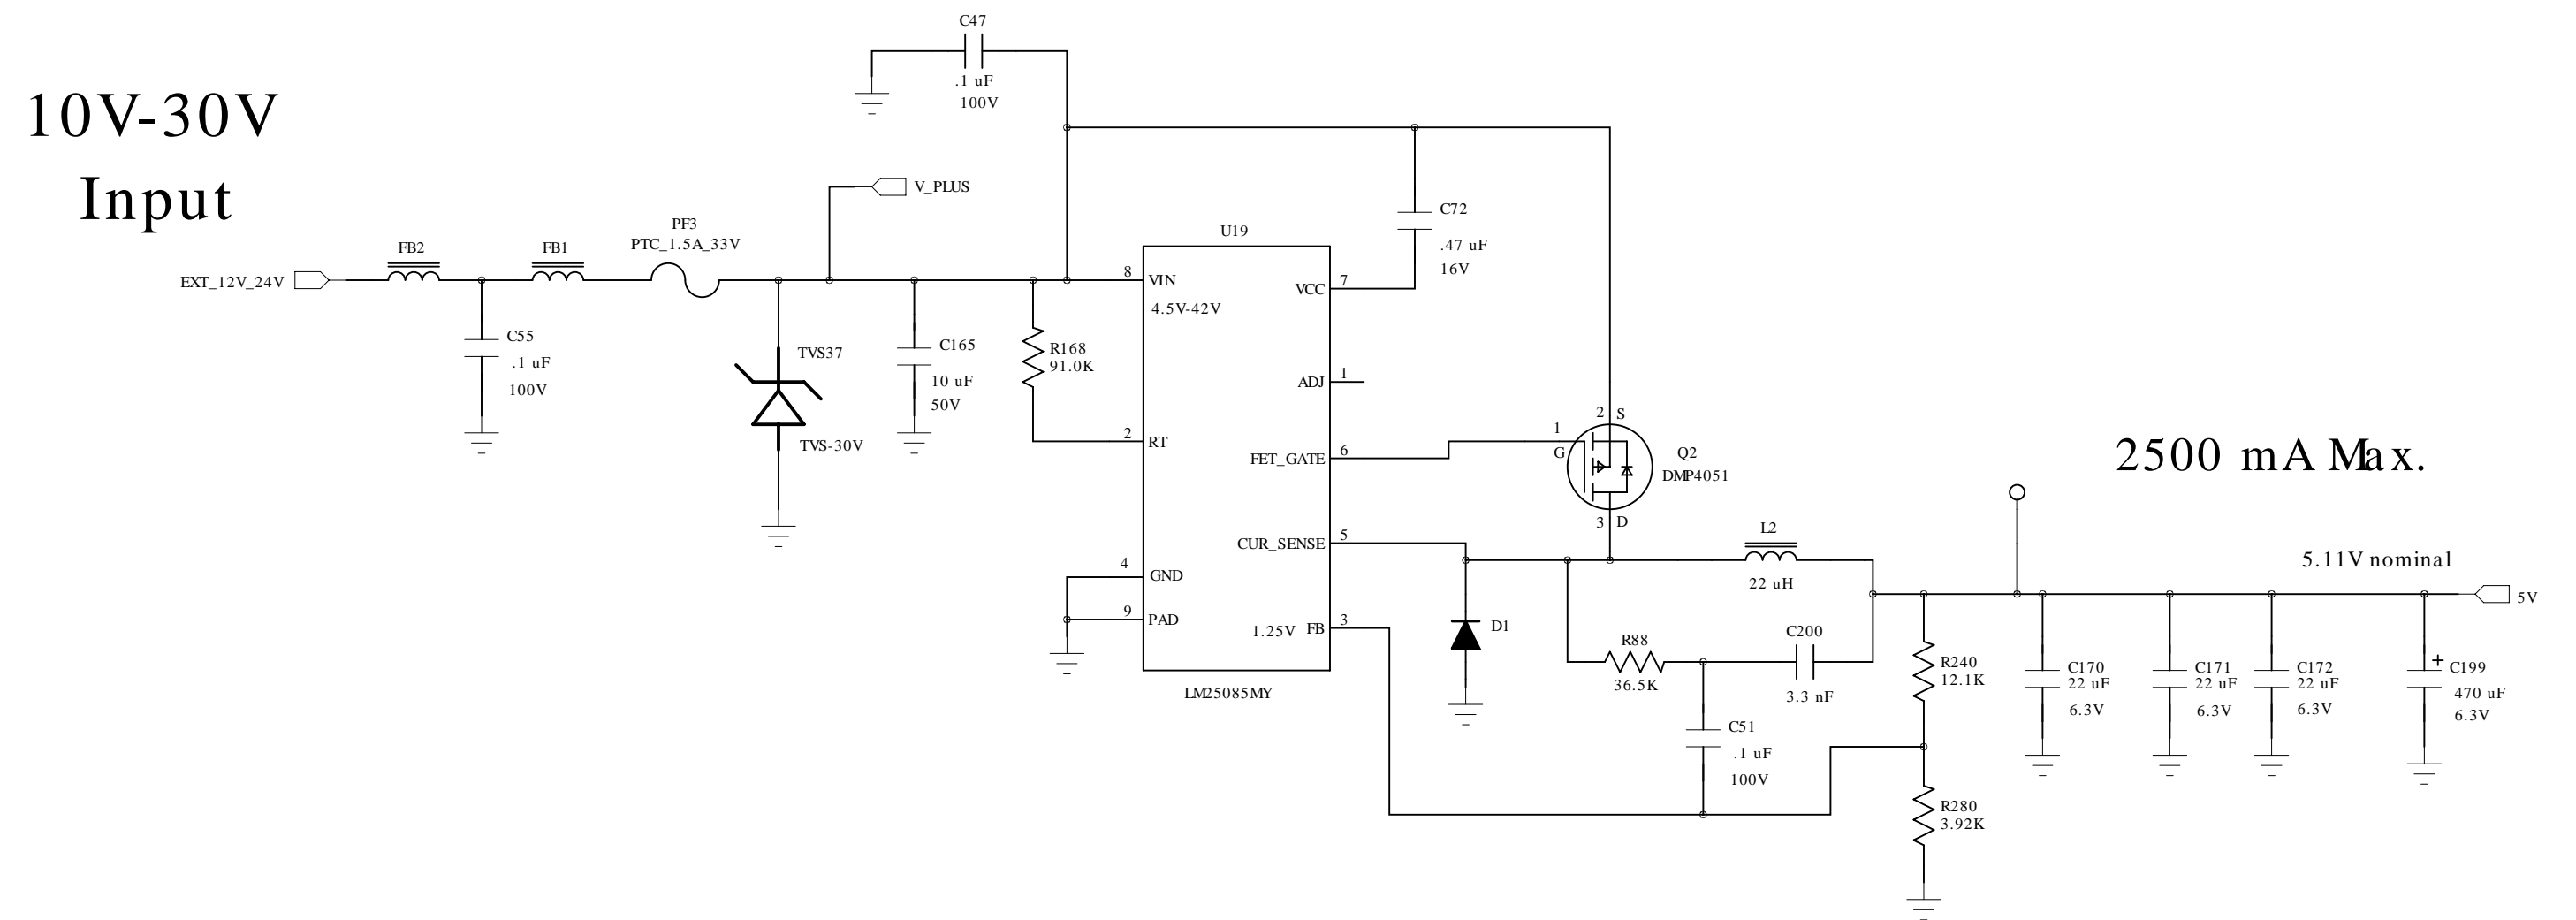 C47
.1 uF
100V
10V-30V
Input
V_PLUS
PF3
PTC_1.5A_33V
FB2
FB1
EXT_12V_24V
C55
.1 uF
100V
TVS37
TVS-30V
C165
10 uF
50V
R168
91.0K
U19
8
VIN
4.5V-42V
2
RT
4
GND
9
PAD
VCC
7
ADJ
1
FET_GATE
6
CUR_SENSE
5
1.25V
FB
3
LM25085MY
C72
.47 uF
16V
2
S
1
G
3
D
Q2
DMP4051
D1
L2
22 uH
R88
36.5K
C200
3.3 nF
C51
.1 uF
100V
R240
12.1K
R280
3.92K
2500 mA Max.
5.11V nominal
5V
C170
22 uF
6.3V
C171
22 uF
6.3V
C172
22 uF
6.3V
+
C199
470 uF
6.3V